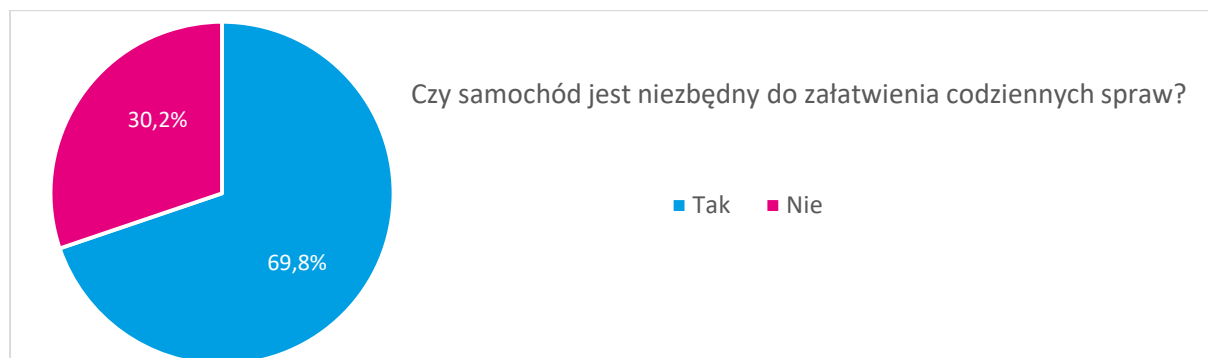 Czy samochód jest niezbędny do załatwienia codziennych spraw?
30,2%
Tak Nie
69,8%